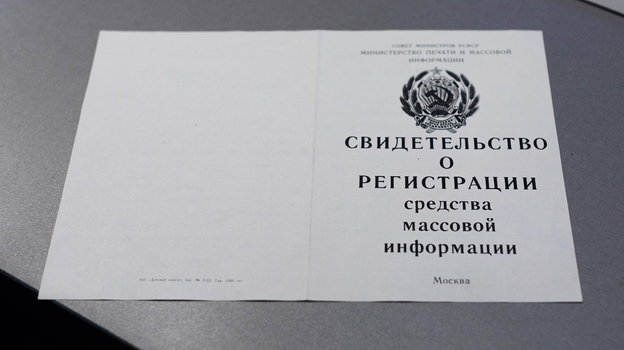 СОВЕТ МИНИСТРОВ РСФСР
МИНИСТЕРСТВО ПЕЧАТИ И МАССОВОЙ
ИНФОРМАЦИИ
СВИДЕТЕЛЬСТВО
О
РЕГИСТРАЦИИ
средства
массовой
информации
Москва